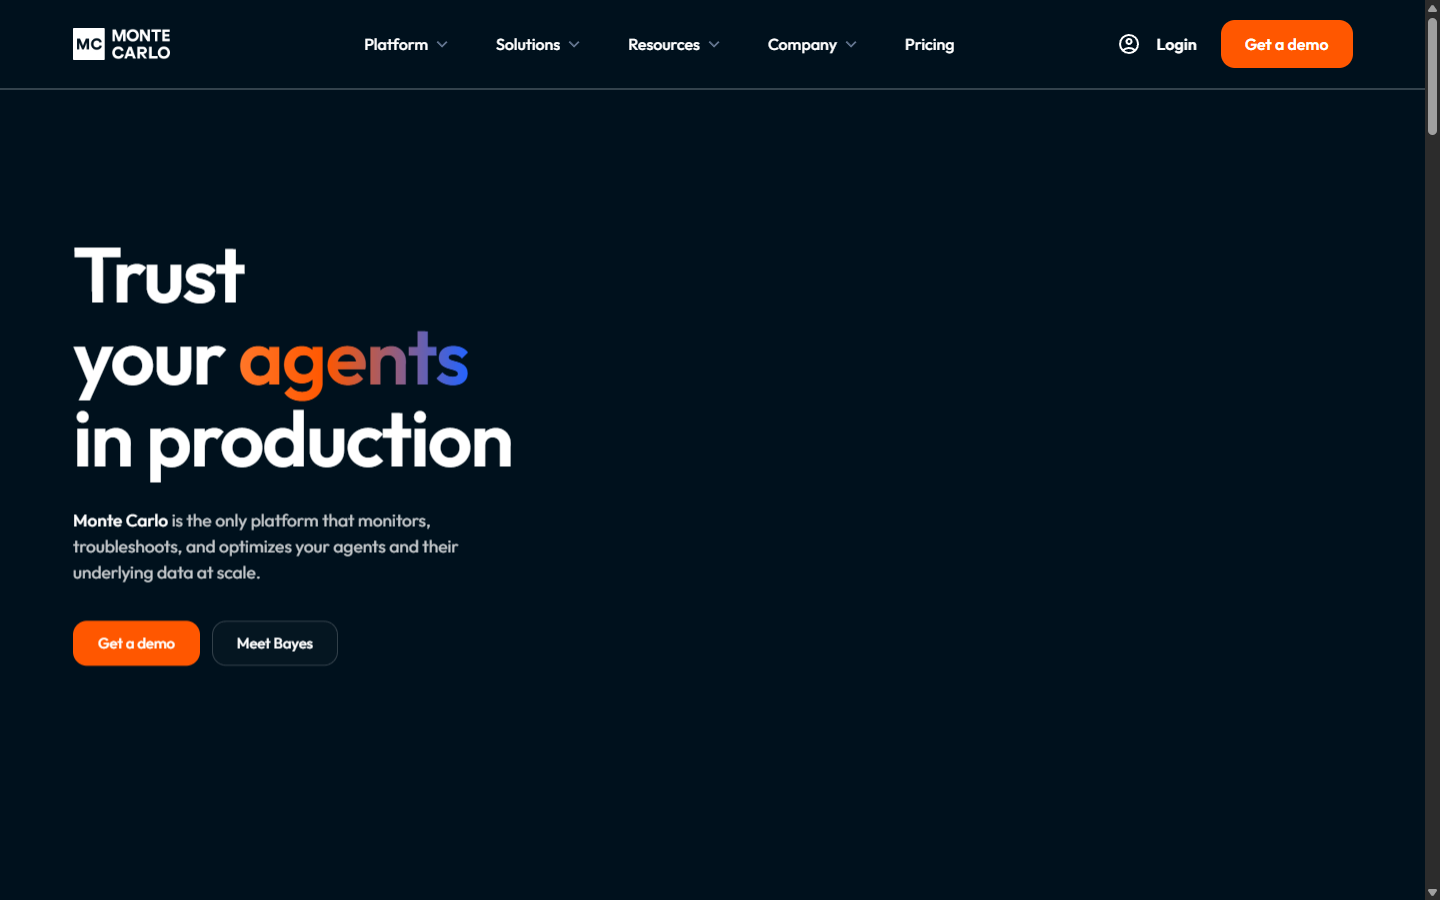 MC MONTE CARLO
Platform
Solutions
Resources
Company
Pricing
Login
Get a demo
Trust
your agents
in production
Monte Carlo is the only platform that monitors,
troubleshoots, and optimizes your agents and their
underlying data at scale.
Get a demo
Meet Bayes